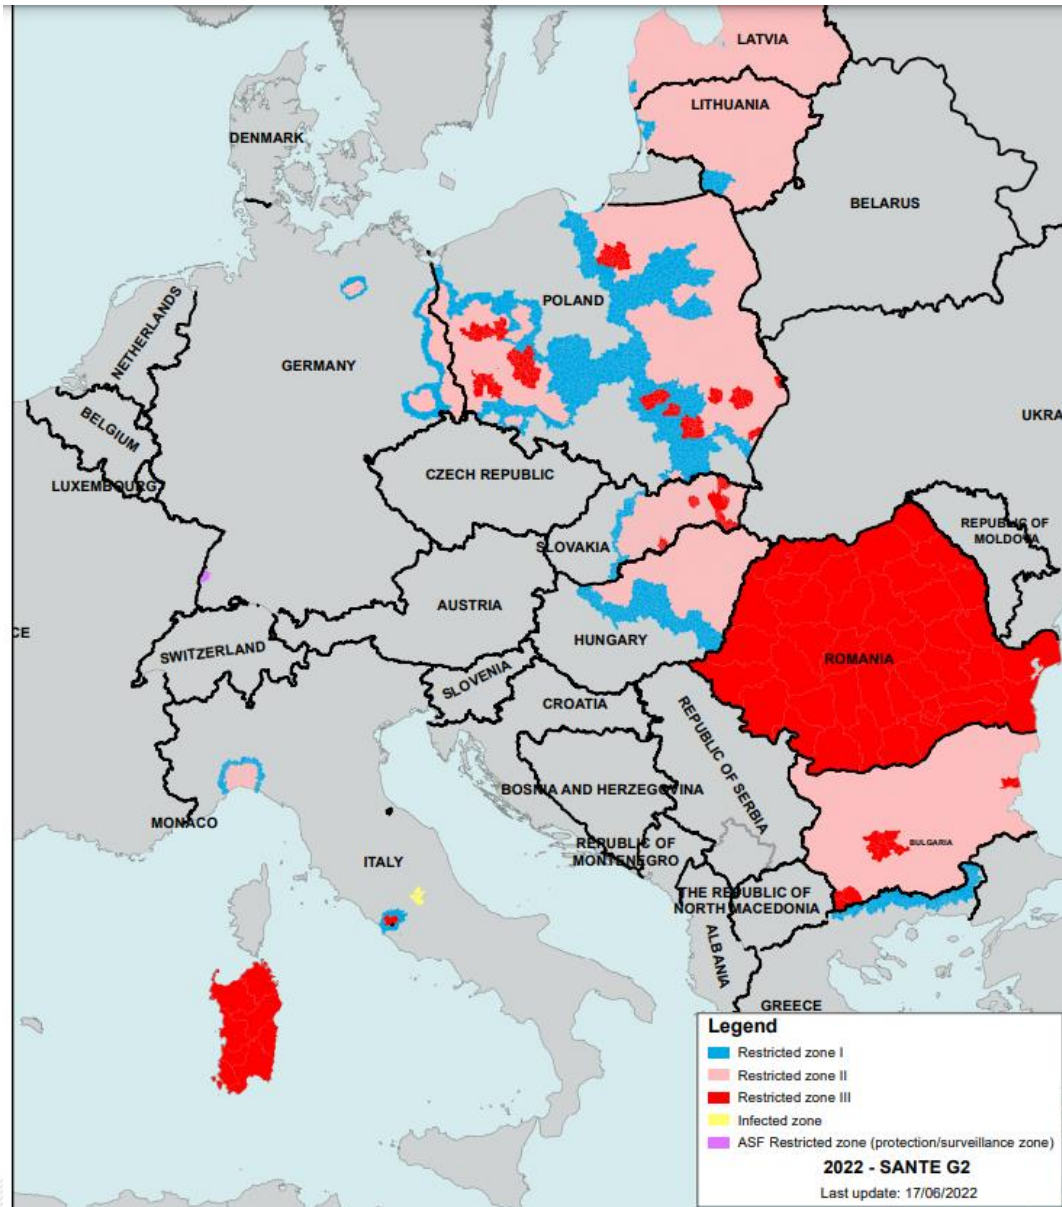 LATVIA
LITHUANIA
DENMARK
BELARUS
NETHERLANDS
POLAND
GERMANY
BELGIUM
UKRA
LUXEMBOURG
CZECH REPUBLIC
REPUBLIC OF
MOLDOVA
SLOVAKIA
AUSTRIA
CE
SWITZERLAND
HUNGARY
ROMANIA
SLOVENIA
CROATIA
REPUBLIC OF SERBIA
BOSNIA AND HERZEGOVINA
MONACO
REPUBLIC OF
MONTENEGRO
BULGARIA
ITALY
THE REPUBLIC OF
NORTH MACEDONIA
ALBANIA
GREECE
Legend
Restricted zone I
Restricted zone II
Restricted zone III
Infected zone
ASF Restricted zone (protection/surveillance zone)
2022 - SANTE G2
Last update: 17/06/2022